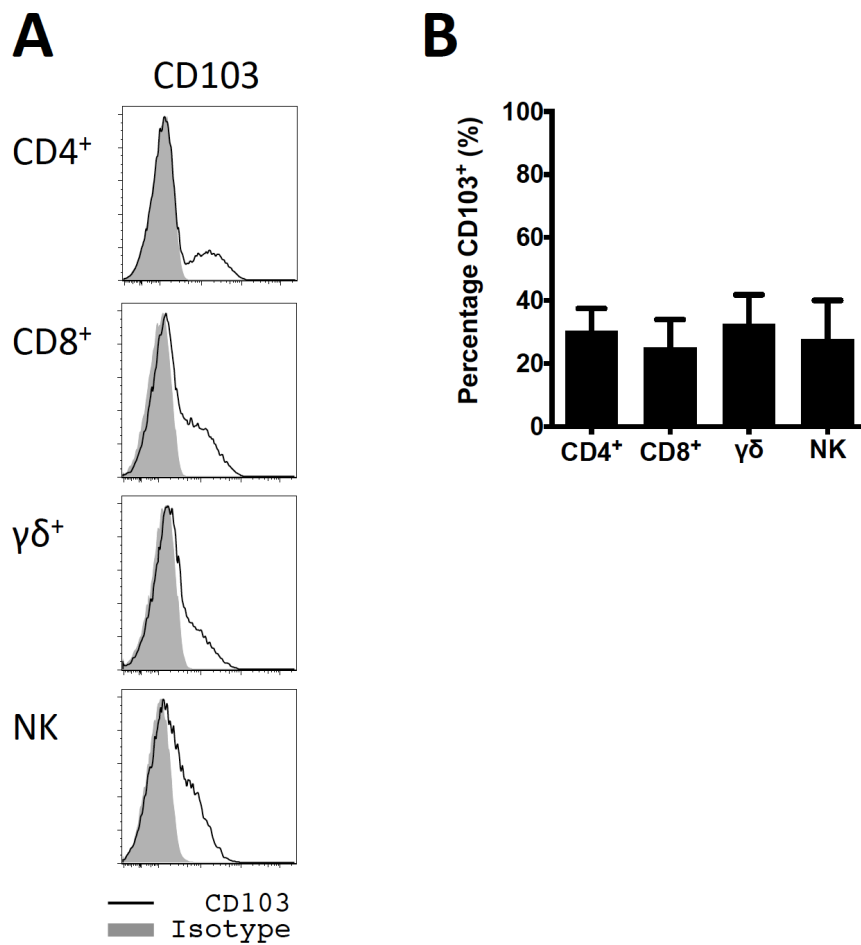 A
CD103
CD4⁺
CD8⁺
γδ⁺
NK
CD103
Isotype
B
Percentage CD103⁺ (%)
100
80
60
40
20
0
CD4⁺ CD8⁺ γδ NK